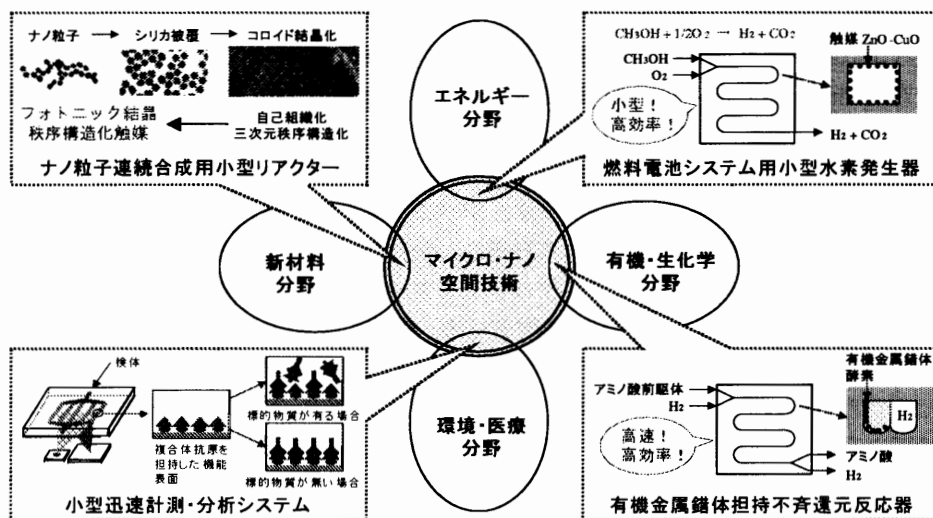 ナノ粒子 → シリカ被覆 → コロイド結晶化
フォトニック結器
秩序構造化触媒
自己組織化
三次元秩序構造化
ナノ粒子連続合成用小型リアクター
エネルギー
分野
CH3OH + 1/2O2 → H2 + CO2
CH3OH
O2
触媒 ZnO-CuO
小型!
高効率!
H2 + CO2
燃料電池システム用小型水素発生器
新材料
分野
マイクロ・ナノ
空間技術
有機・生化学
分野
検体
標的物質が有る場合
複合体抗原を
担持した機能
表面
標的物質が無い場合
小型迅速計測・分析システム
環境・医療
分野
有機金属錯体
酵素
アミノ酸前駆体
H2
H2
高速!
高効率!
アミノ酸
H2
有機金属錯体担持不斉還元反応器